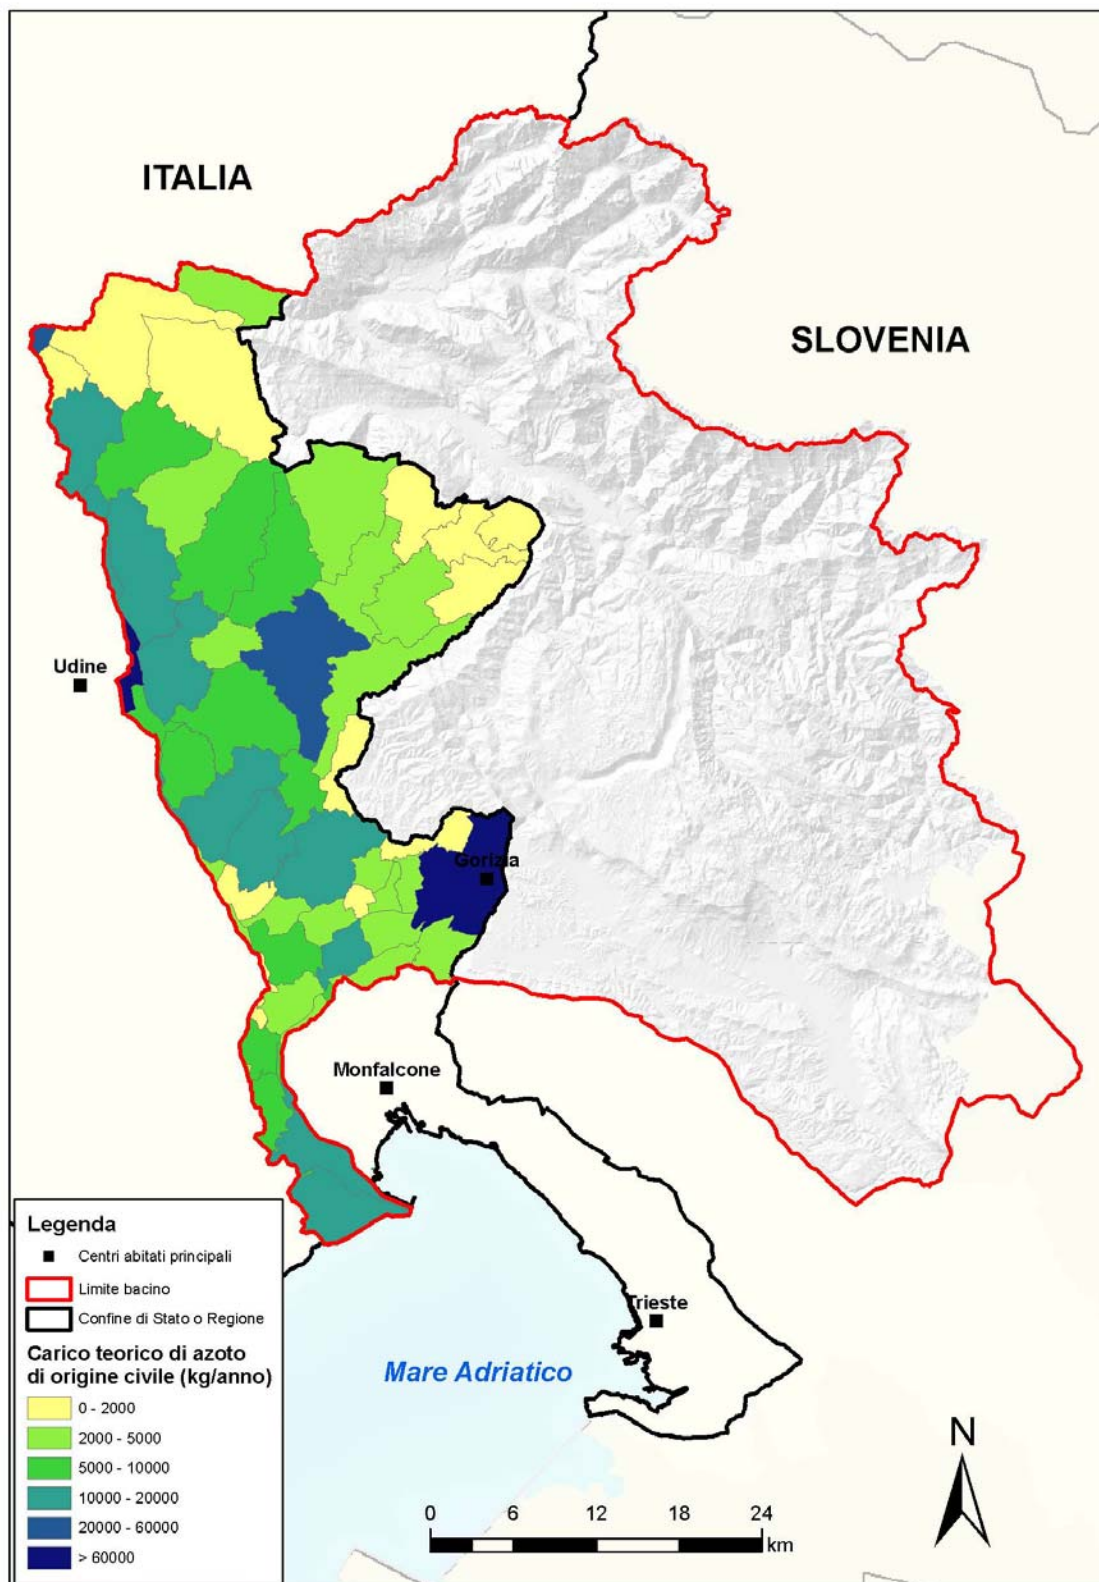 ITALIA
SLOVENIA
Udine
Gorizia
Monfalcone
Trieste
Mare Adriatico
Legenda
Centri abitati principali
Limite bacino
Confine di Stato o Regione
Carico teorico di azoto
di origine civile (kg/anno)
0 - 2000
2000 - 5000
5000 - 10000
10000 - 20000
20000 - 60000
> 60000
N
0 6 12 18 24
km